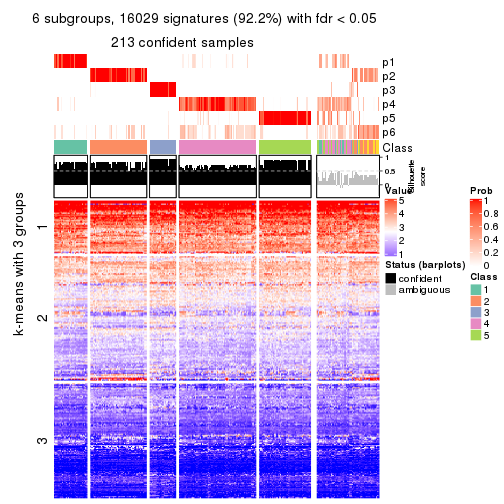 6 subgroups, 16029 signatures (92.2%) with fdr < 0.05
213 confident samples
p1
p2
p3
p4
p5
p6
Class
1
0.5
0
Silhouette
score
k-means with 3 groups
1
2
3
Value
5
4
3
2
1
Status (barplots)
confident
ambiguous
Prob
1
0.8
0.6
0.4
0.2
0
Class
1
2
3
4
5